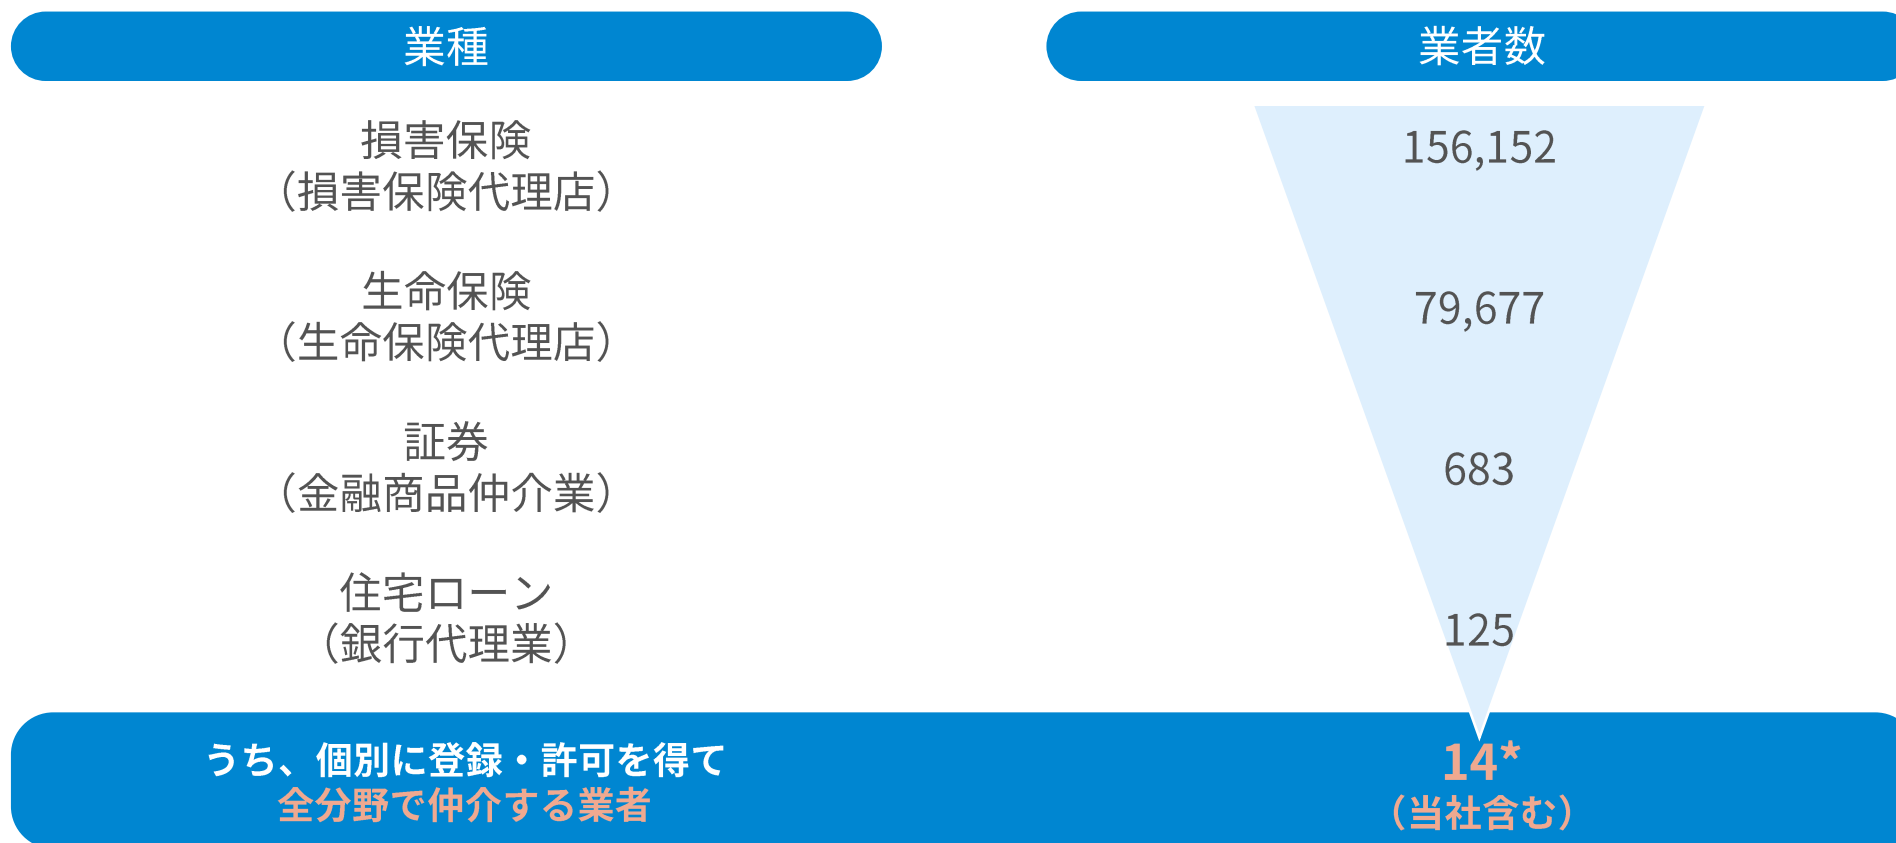 業種
業者数
損害保険
（損害保険代理店）
156,152
生命保険
（生命保険代理店）
79,677
証券
（金融商品仲介業）
683
住宅ローン
（銀行代理業）
125
うち、個別に登録・許可を得て
全分野で仲介する業者
14*
（当社含む）